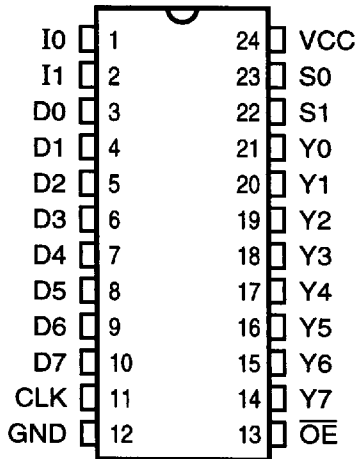 I0 1 24 VCC
I1 2 23 S0
D0 3 22 S1
D1 4 21 Y0
D2 5 20 Y1
D3 6 19 Y2
D4 7 18 Y3
D5 8 17 Y4
D6 9 16 Y5
D7 10 15 Y6
CLK 11 14 Y7
GND 12 13 O̅E̅